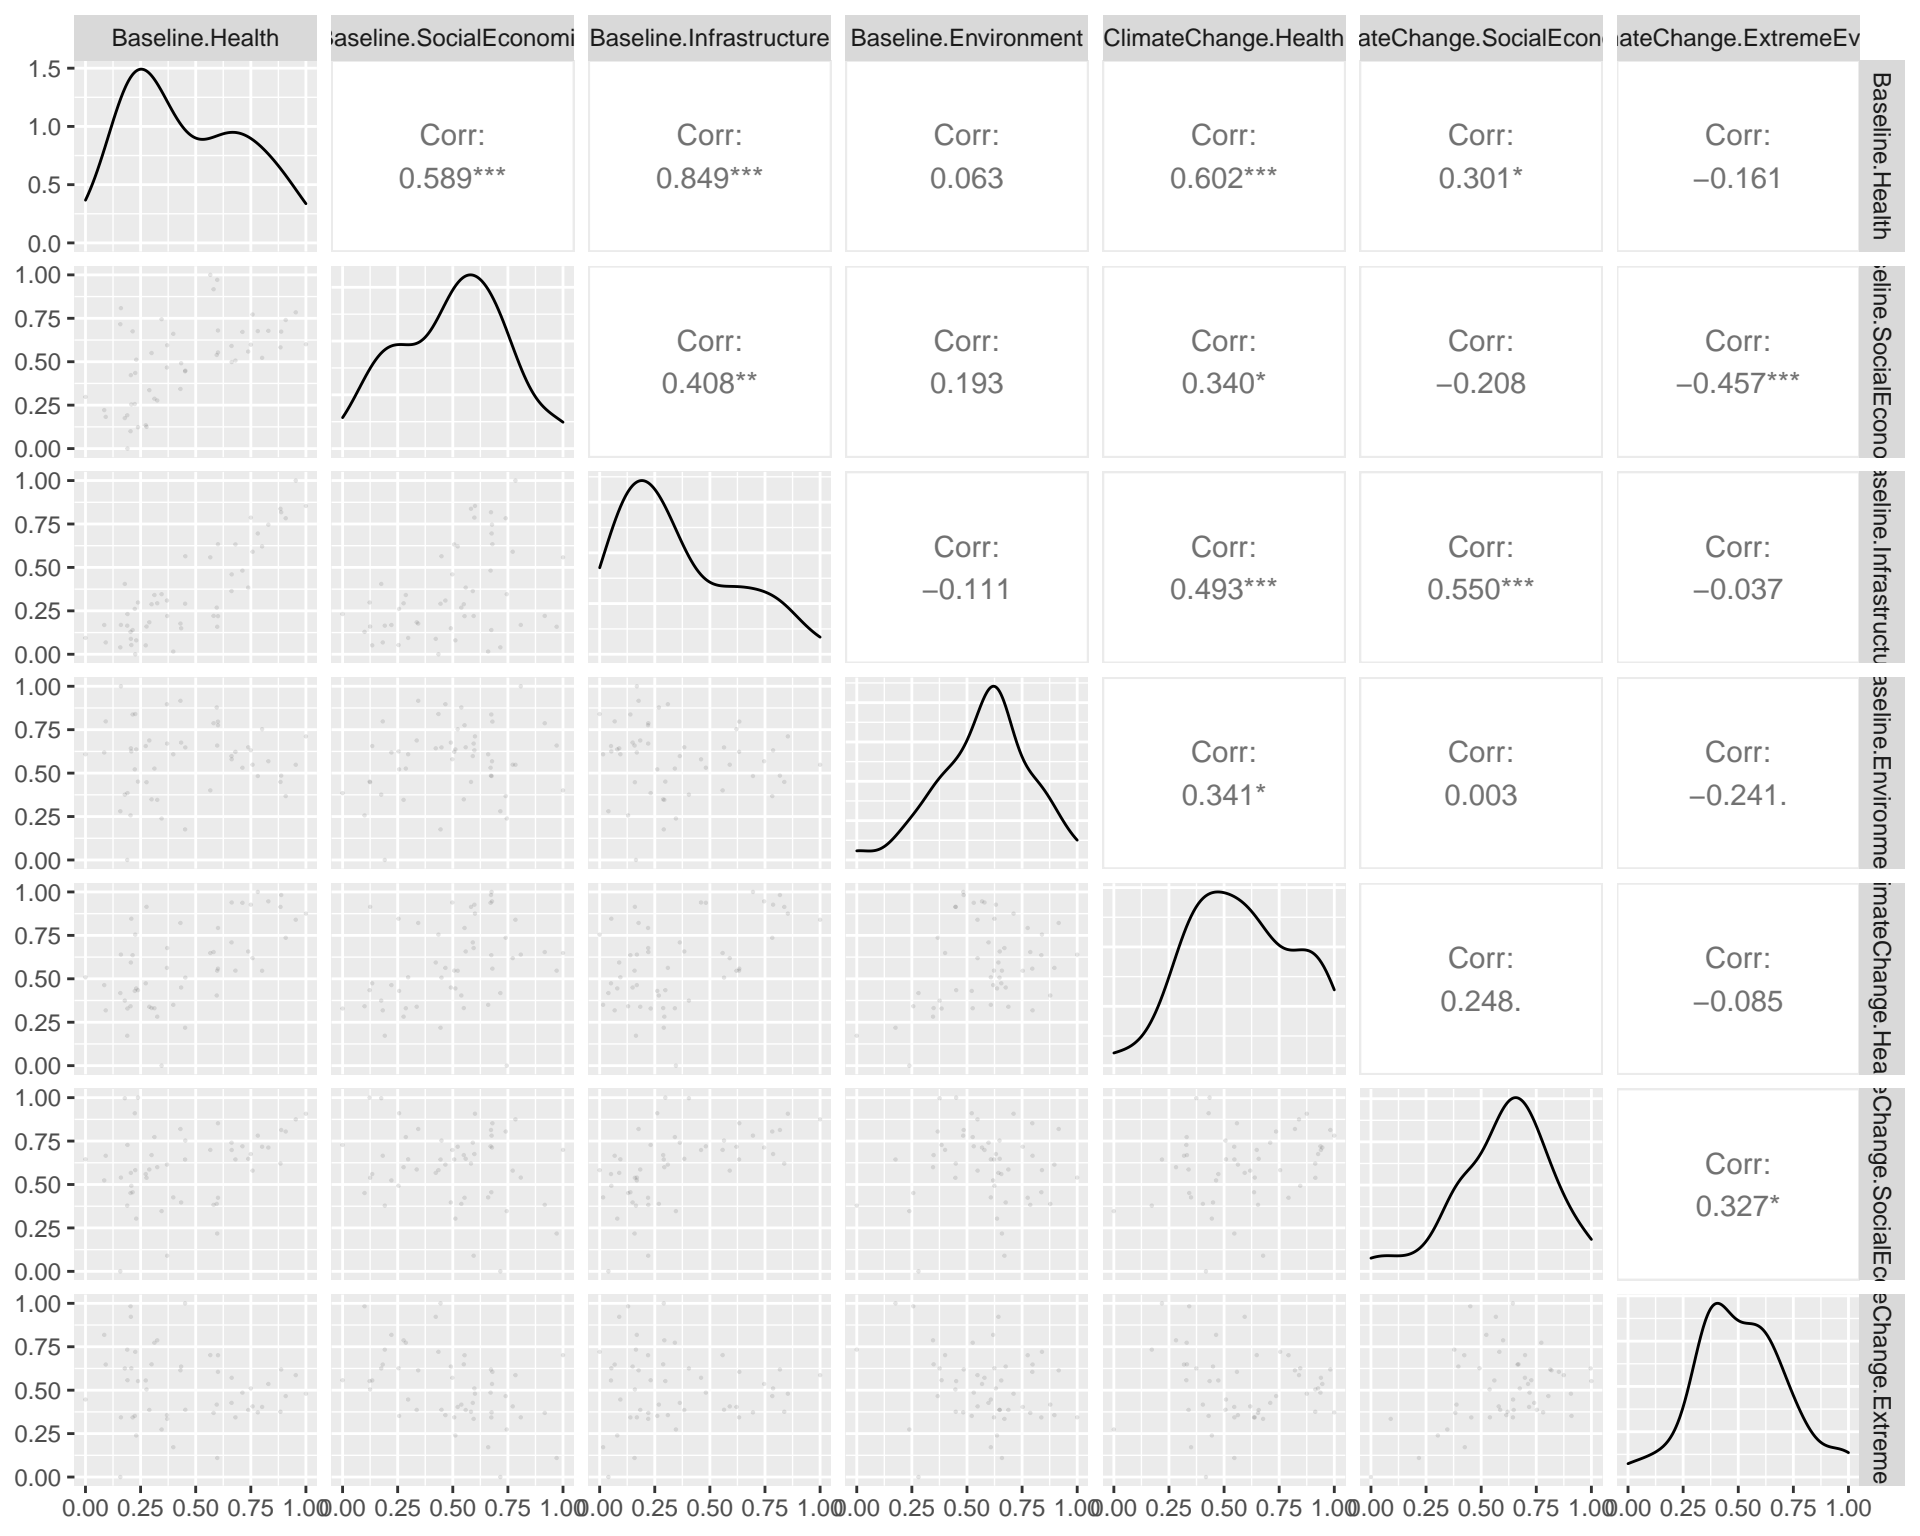 Baseline.Health Baseline.SocialEconomi Baseline.Infrastructure Baseline.Environment ClimateChange.Health ateChange.SocialEcon ateChange.ExtremeEv
1.5
1.0
0.5
0.0
Corr: Corr: Corr: Corr: Corr: Corr:
0.589*** 0.849*** 0.063 0.602*** 0.301* −0.161
Baseline.Health
1.00
0.75
0.50
0.25
0.00
Corr: Corr: Corr: Corr: Corr:
0.408** 0.193 0.340* −0.208 −0.457***
eline.SocialEcono
1.00
0.75
0.50
0.25
0.00
Corr: Corr: Corr: Corr:
−0.111 0.493*** 0.550*** −0.037
aseline.Infrastructu
1.00
0.75
0.50
0.25
0.00
Corr: Corr: Corr:
0.341* 0.003 −0.241.
aseline.Environme
1.00
0.75
0.50
0.25
0.00
Corr: Corr:
0.248. −0.085
imateChange.Hea
1.00
0.75
0.50
0.25
0.00
Corr:
0.327*
eChange.SocialEco
1.00
0.75
0.50
0.25
0.00
eChange.Extreme
0.00 0.25 0.50 0.75 1.00 0.00 0.25 0.50 0.75 1.00 0.00 0.25 0.50 0.75 1.00 0.00 0.25 0.50 0.75 1.00 0.00 0.25 0.50 0.75 1.00 0.00 0.25 0.50 0.75 1.00 0.00 0.25 0.50 0.75 1.00